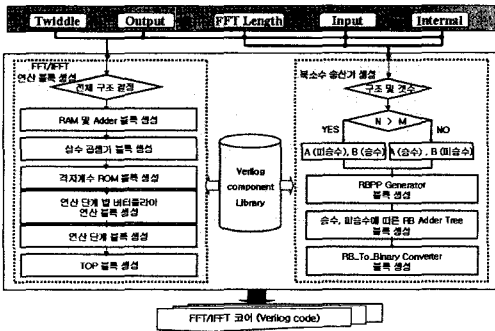 Twiddle Output FFT Length Input Internal
FFT/IFFT
연산 블록 생성
전체 구조 결정
RAM 및 Adder 블록 생성
상수 곱셈기 블록 생성
격자계수 ROM 블록 생성
연산 단계 별 버터플라이
연산 블록 생성
연산 단계 블록 생성
TOP 블록 생성
Verilog
component
Library
복소수 승산기 생성
구조 및 갯수
N > M
YES
NO
A (피승수), B (승수)
A (승수), B (피승수)
RBPP Generator
블록 생성
승수, 피승수에 따른 RB Adder Tree
블록 생성
RB_To_Binary Converter
블록 생성
FFT/IFFT 코어 (Verilog code)